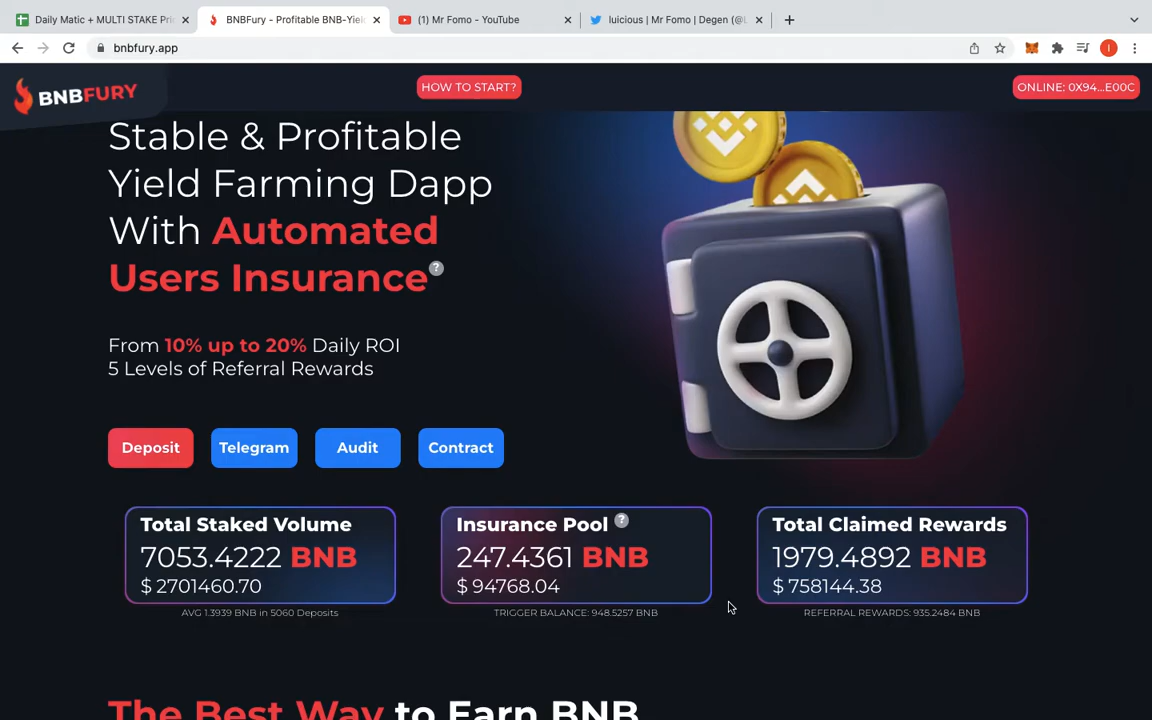 Daily Matic + MULTI STAKE Pri
BNBFury - Profitable BNB-Yiel
(1) Mr Fomo - YouTube
luicious | Mr Fomo | Degen (@L
bnbfury.app
I
BNBFURY
HOW TO START?
ONLINE: 0X94...E00C
Stable & Profitable
Yield Farming Dapp
With Automated
Users Insurance
?
From 10% up to 20% Daily ROI
5 Levels of Referral Rewards
Deposit
Telegram
Audit
Contract
Total Staked Volume
7053.4222 BNB
$ 2701460.70
AVG 1.3939 BNB in 5060 Deposits
Insurance Pool ?
247.4361 BNB
$ 94768.04
TRIGGER BALANCE: 948.5257 BNB
Total Claimed Rewards
1979.4892 BNB
$ 758144.38
REFERRAL REWARDS: 935.2484 BNB
The Best Way to Earn BNB